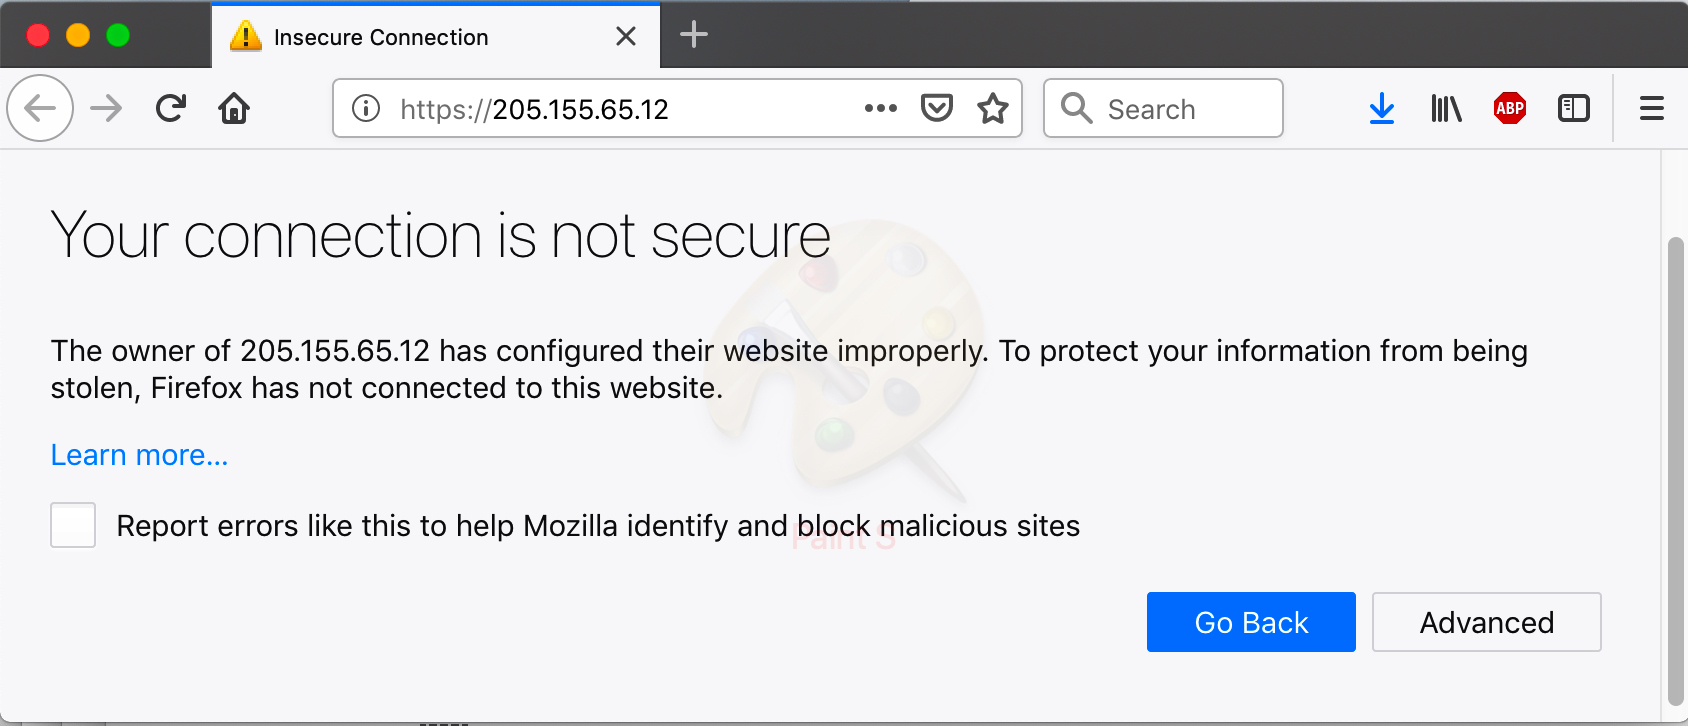 Insecure Connection
https://205.155.65.12
Search
ABP
Your connection is not secure
The owner of 205.155.65.12 has configured their website improperly. To protect your information from being
stolen, Firefox has not connected to this website.
Learn more...
Report errors like this to help Mozilla identify and block malicious sites
Paint S
Go Back
Advanced